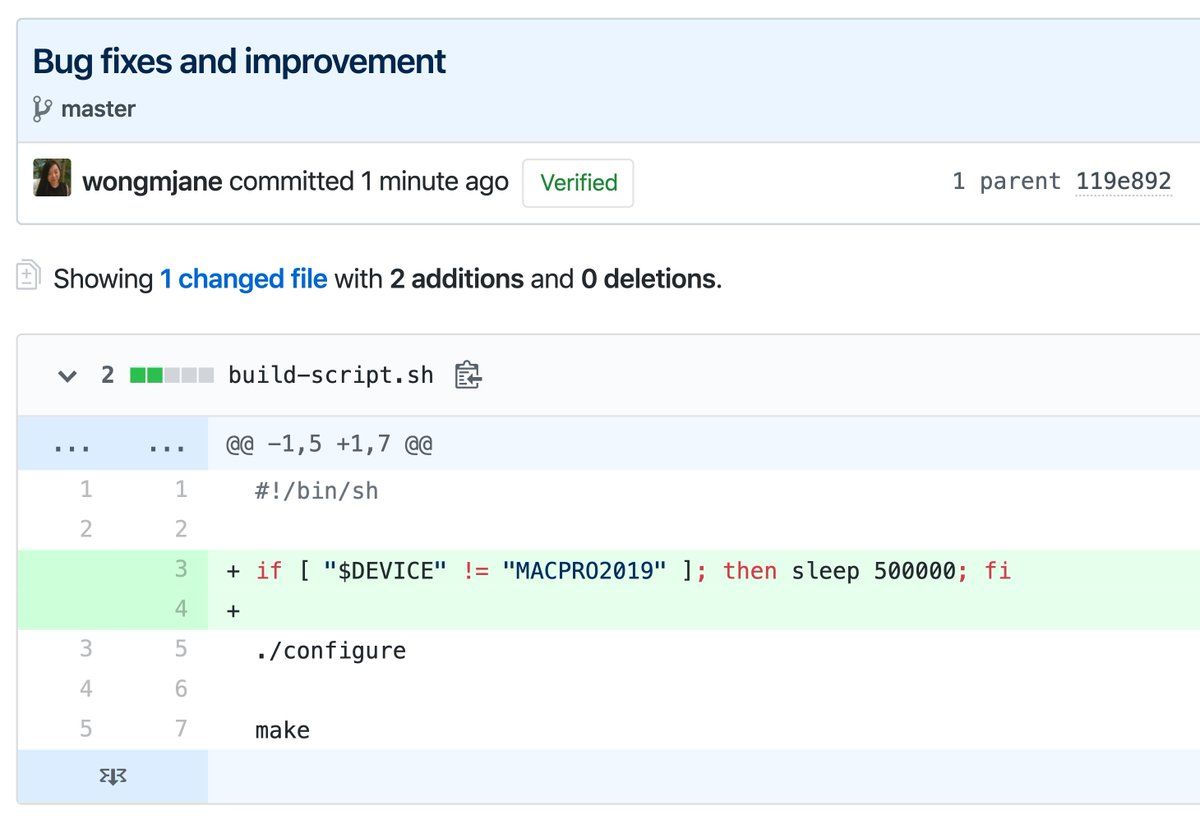 Bug fixes and improvement
master
wongmjane committed 1 minute ago Verified 1 parent 119e892
Showing 1 changed file with 2 additions and 0 deletions.
2 build-script.sh
... ... @@ -1,5 +1,7 @@
1 1 #!/bin/sh
2 2
3 + if [ "$DEVICE" != "MACPRO2019" ]; then sleep 500000; fi
4 +
3 5 ./configure
4 6
5 7 make